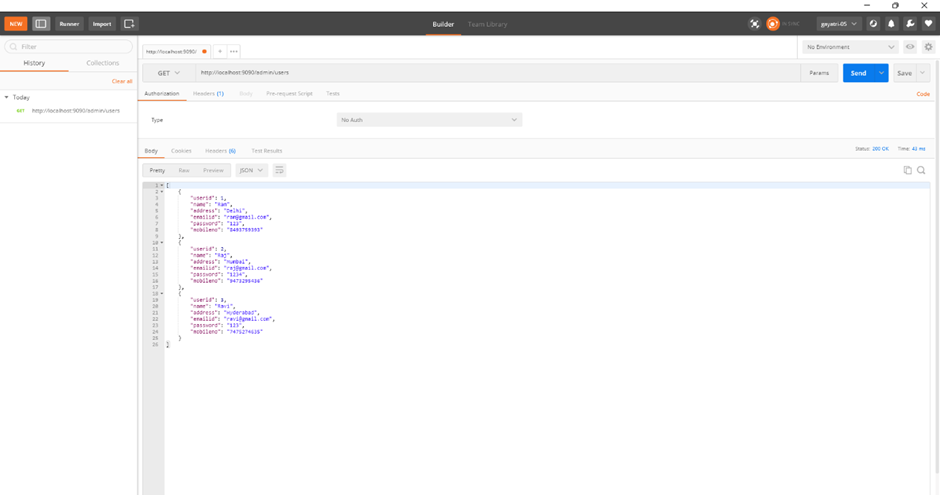 NEW Runner Import Builder Team Library IN SYNC gayatri-05
Filter
History Collections
Clear all
Today
GET http://localhost:9090/admin/users
http://localhost:9090/ + ••• No Environment
GET http://localhost:9090/admin/users Params Send Save
Authorization Headers (1) Body Pre-request Script Tests Code
Type No Auth
Body Cookies Headers (6) Test Results Status: 200 OK Time: 43 ms
Pretty Raw Preview JSON
1 [
2 {
3 "userid": 1,
4 "name": "Ram",
5 "address": "Delhi",
6 "emailid": "ram@gmail.com",
7 "password": "123",
8 "mobileno":
9 },
10 {
11 "userid": 2,
12 "name": "Raj",
13 "address": "Mumbai",
14 "emailid": "raj@gmail.com",
15 "password": "1234",
16 "mobileno":
17 },
18 {
19 "userid": 3,
20 "name": "Ravi",
21 "address": "Hyderabad",
22 "emailid": "ravi@gmail.com",
23 "password": "123",
24 "mobileno":
25 }
26 ]